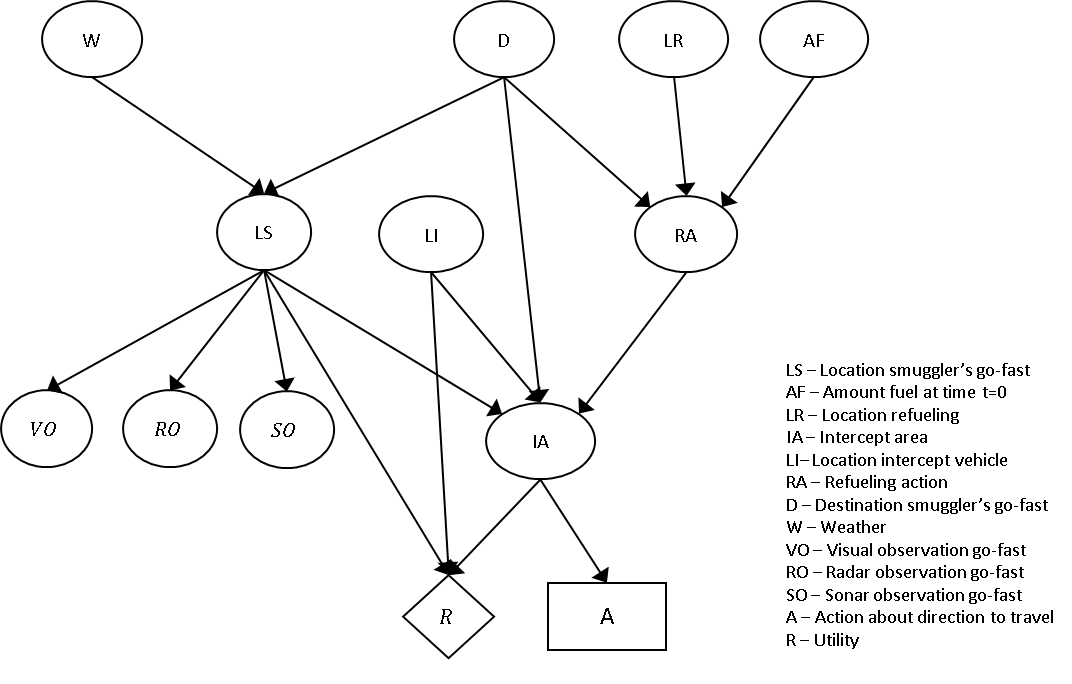 W
D
LR
AF
LS
LI
RA
VO
RO
SO
IA
R
A
LS – Location smuggler's go-fast
AF – Amount fuel at time t=0
LR – Location refueling
IA – Intercept area
LI– Location intercept vehicle
RA – Refueling action
D – Destination smuggler's go-fast
W – Weather
VO – Visual observation go-fast
RO – Radar observation go-fast
SO – Sonar observation go-fast
A – Action about direction to travel
R – Utility